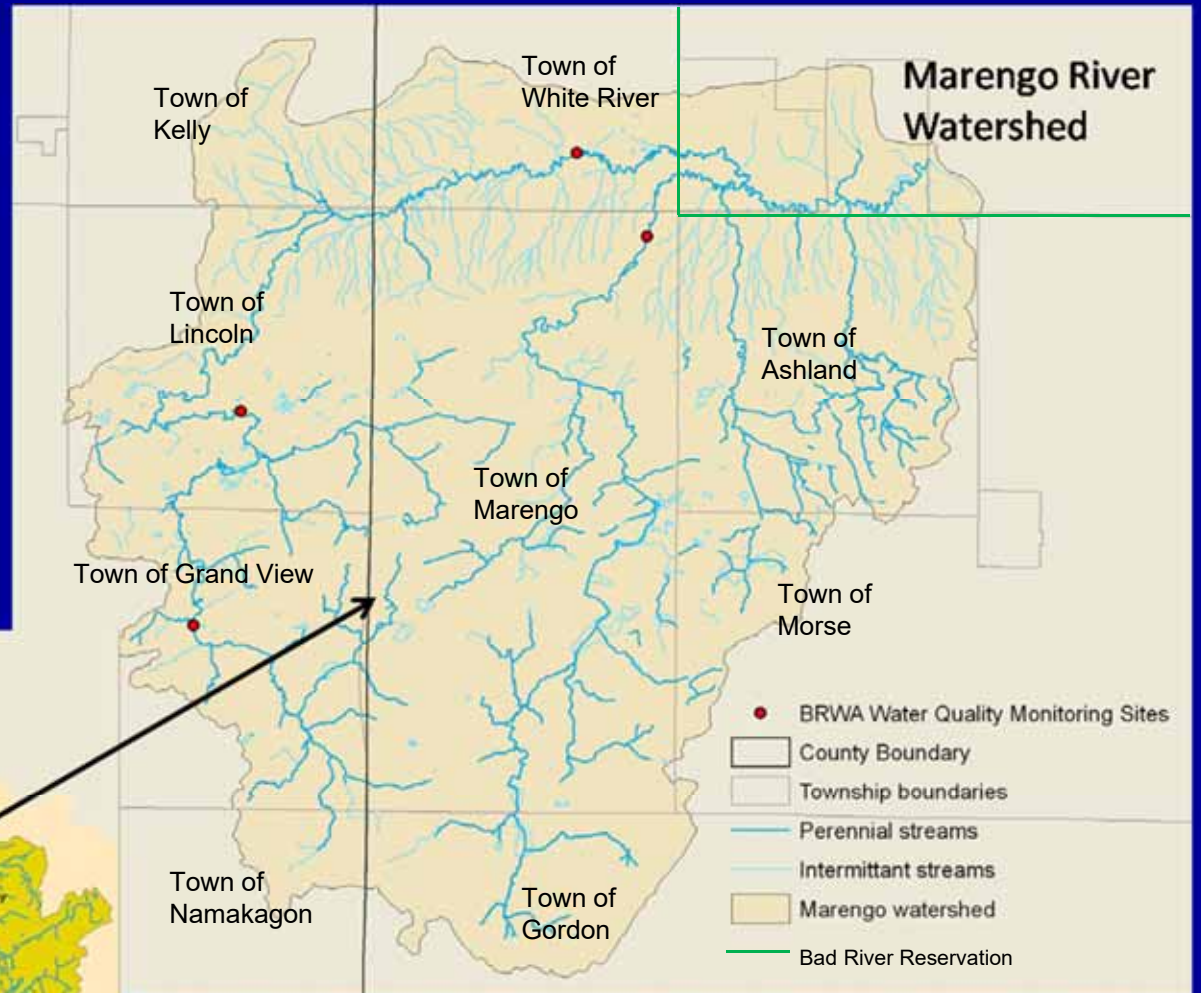 Marengo River
Watershed
Town of
White River
Town of
Kelly
Town of
Lincoln
Town of
Ashland
Town of
Marengo
Town of Grand View
Town of
Morse
Town of
Namakagon
Town of
Gordon
BRWA Water Quality Monitoring Sites
County Boundary
Township boundaries
Perennial streams
Intermittant streams
Marengo watershed
Bad River Reservation